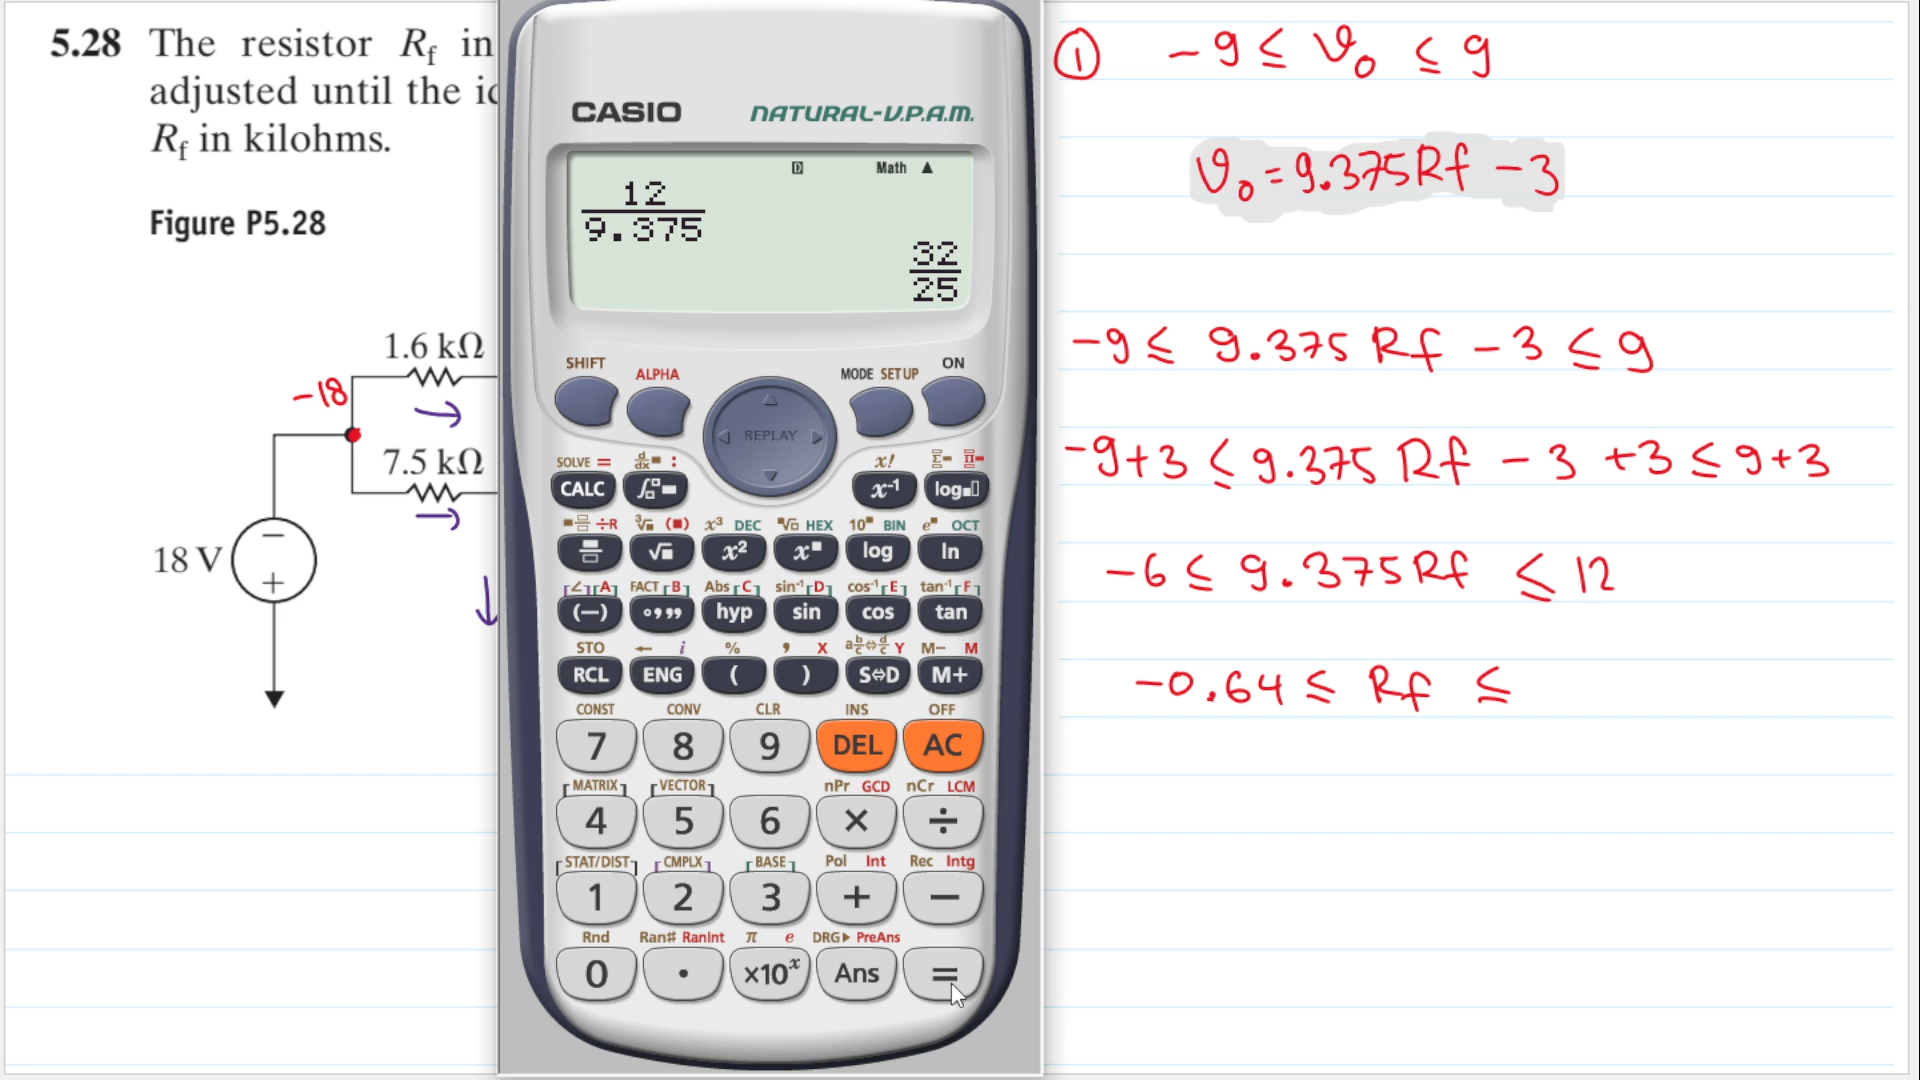 5.28 The resistor Rf in
adjusted until the
Rf in kilohms.
Figure P5.28
1.6 kΩ
-18
7.5 kΩ
18 V
−
+
CASIO NATURAL-V.P.A.M.
D Math ▲
12
9.375
32
25
SHIFT ALPHA MODE SETUP ON
REPLAY
SOLVE = d/dx = : x! Σ= Π=
CALC ∫ x⁻¹ log
÷R ³√ (■) x³ DEC √ HEX 10■ BIN e■ OCT
√■ x² x■ log ln
∠ A FACT B Abs C sin⁻¹ D cos⁻¹ E tan⁻¹ F
(−) °,,, hyp sin cos tan
STO ← i % , X a b/c⇔d/c Y M− M
RCL ENG ( ) S⇔D M+
CONST CONV CLR INS OFF
7 8 9 DEL AC
MATRIX VECTOR nPr GCD nCr LCM
4 5 6 × ÷
STAT/DIST CMPLX BASE Pol Int Rec Intg
1 2 3 + −
Rnd Ran# RanInt π e DRG▶ PreAns
0 • ×10ˣ Ans =
① -9 ≤ v₀ ≤ 9
v₀ = 9.375Rf - 3
-9 ≤ 9.375 Rf - 3 ≤ 9
-9+3 ≤ 9.375 Rf - 3 +3 ≤ 9+3
-6 ≤ 9.375Rf ≤ 12
-0.64 ≤ Rf ≤